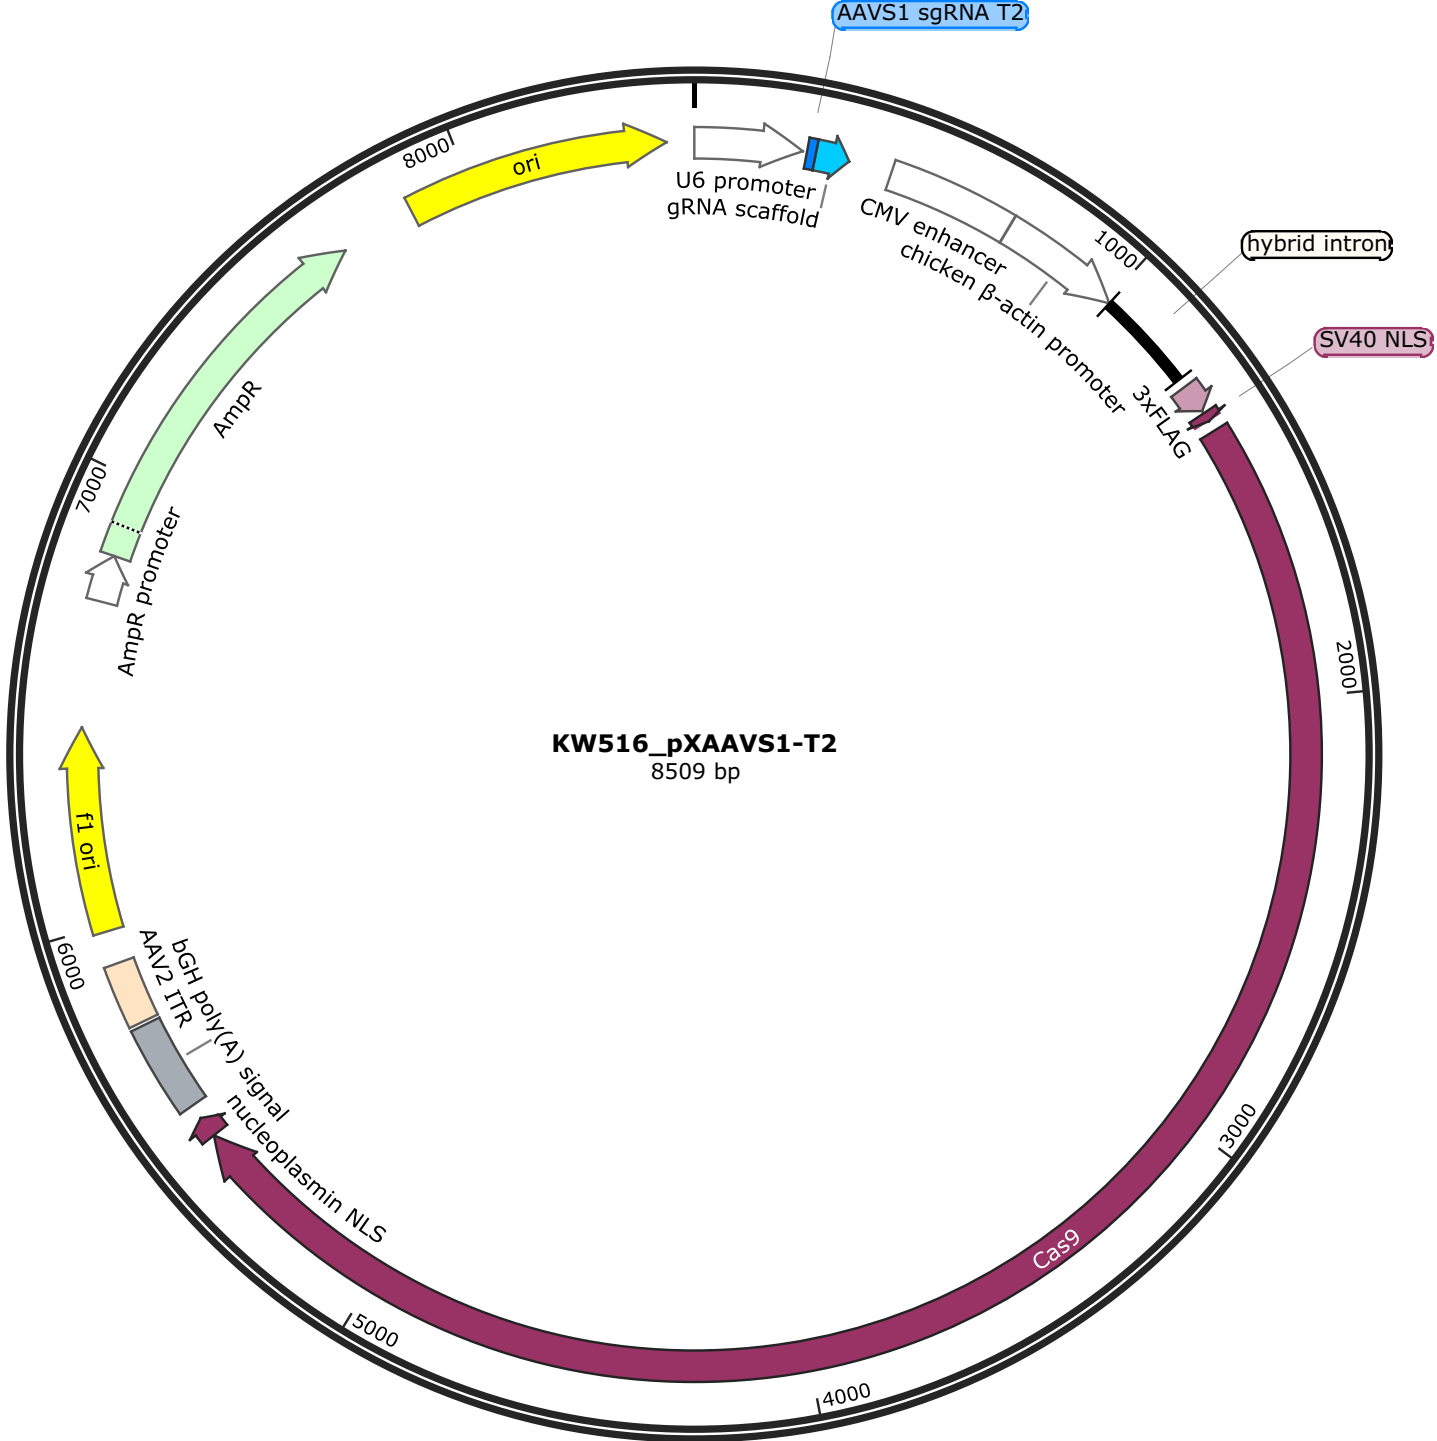 AAVS1 sgRNA T2
8000
ori
U6 promoter
gRNA scaffold
CMV enhancer
chicken β-actin promoter
1000
hybrid intron
SV40 NLS
3xFLAG
AmpR
7000
AmpR promoter
2000
KW516_pXAAVS1-T2
8509 bp
f1 ori
6000
AAV2 ITR
bGH poly(A) signal
nucleoplasmin NLS
3000
Cas9
5000
4000